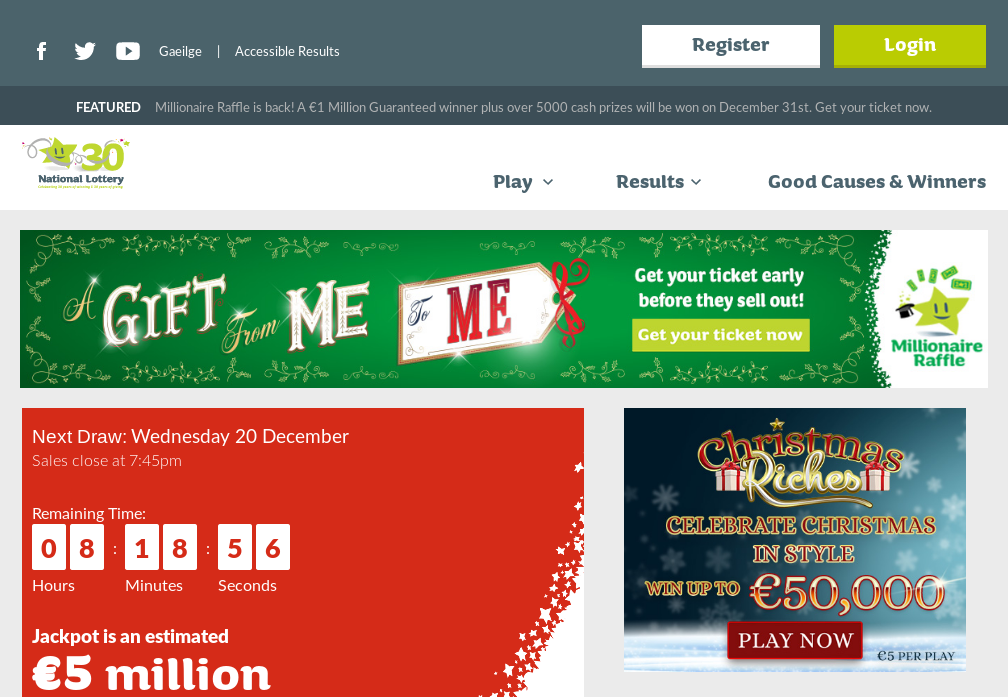 Gaeilge | Accessible Results
Register
Login
FEATURED Millionaire Raffle is back! A €1 Million Guaranteed winner plus over 5000 cash prizes will be won on December 31st. Get your ticket now.
30
National Lottery
Play
Results
Good Causes & Winners
A GIFT From ME To ME
Get your ticket early
before they sell out!
Get your ticket now
Millionaire
Raffle
Next Draw: Wednesday 20 December
Sales close at 7:45pm
Remaining Time:
0 8 : 1 8 : 5 6
Hours Minutes Seconds
Jackpot is an estimated
€5 million
Christmas
Riches
CELEBRATE CHRISTMAS
IN STYLE
WIN UP TO €50,000
PLAY NOW
€5 PER PLAY